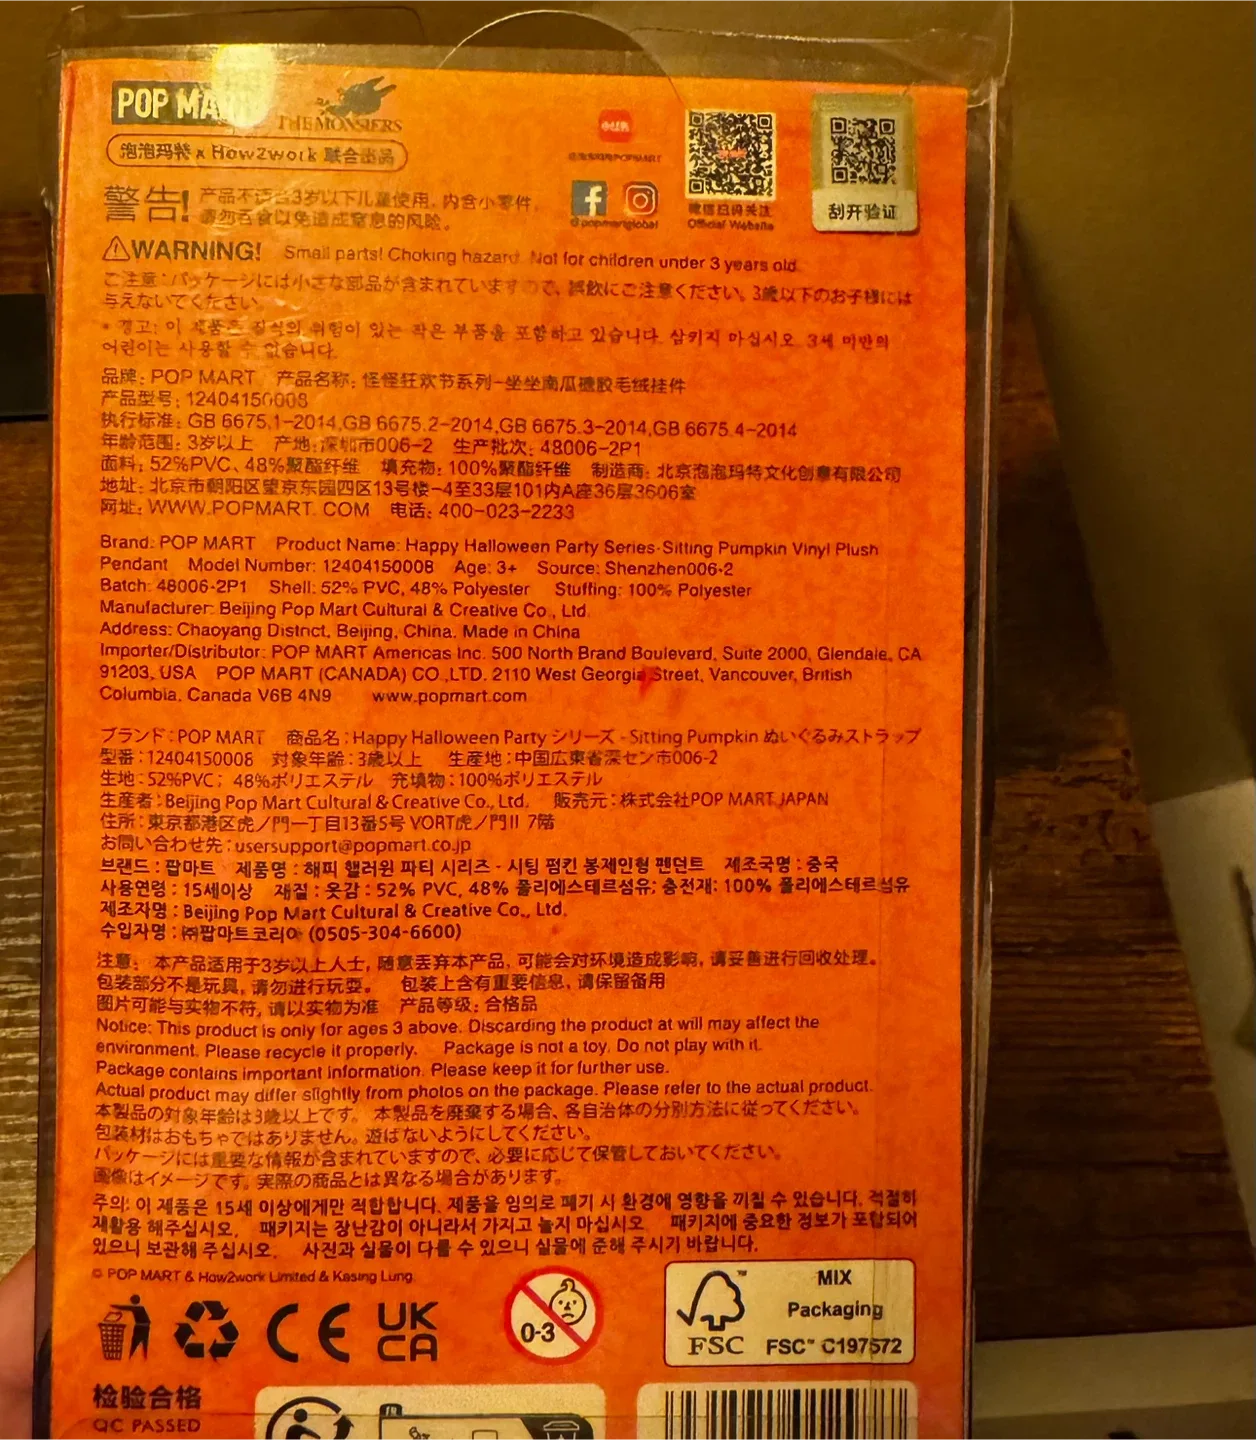 POP MART
THE MONSTERS
泡泡玛特 x How2work 联合出品
小红书
@popmartglobal
微信扫码关注
Official Website
刮开验证
警告! 产品不适合3岁以下儿童使用,内含小零件,
请勿吞食以免造成窒息的风险。
WARNING! Small parts! Choking hazard. Not for children under 3 years old.
ご注意:パッケージには小さな部品が含まれていますので、誤飲にご注意ください。3歳以下のお子様には
与えないでください。
* 경고: 이 제품은 질식의 위험이 있는 작은 부품을 포함하고 있습니다. 삼키지 마십시오. 3세 미만의
어린이는 사용할 수 없습니다.
品牌: POP MART 产品名称: 怪怪狂欢节系列-坐坐南瓜搪胶毛绒挂件
产品型号: 12404150008
执行标准: GB 6675.1-2014,GB 6675.2-2014,GB 6675.3-2014,GB 6675.4-2014
年龄范围: 3岁以上 产地:深圳市006-2 生产批次: 48006-2P1
面料: 52%PVC、48%聚酯纤维 填充物: 100%聚酯纤维 制造商: 北京泡泡玛特文化创意有限公司
地址: 北京市朝阳区望京东园四区13号楼-4至33层101内A座36层3606室
网址: WWW.POPMART.COM 电话: 400-023-2233
Brand: POP MART Product Name: Happy Halloween Party Series-Sitting Pumpkin Vinyl Plush
Pendant Model Number: 12404150008 Age: 3+ Source: Shenzhen006-2
Batch: 48006-2P1 Shell: 52% PVC, 48% Polyester Stuffing: 100% Polyester
Manufacturer: Beijing Pop Mart Cultural & Creative Co., Ltd.
Address: Chaoyang District, Beijing, China. Made in China
Importer/Distributor: POP MART Americas Inc. 500 North Brand Boulevard, Suite 2000, Glendale, CA
91203, USA POP MART (CANADA) CO.,LTD. 2110 West Georgia Street, Vancouver, British
Columbia, Canada V6B 4N9 www.popmart.com
ブランド:POP MART 商品名:Happy Halloween Party シリーズ - Sitting Pumpkin ぬいぐるみストラップ
型番:12404150008 対象年齢:3歳以上 生産地:中国広東省深セン市006-2
生地:52%PVC; 48%ポリエステル 充填物:100%ポリエステル
生産者:Beijing Pop Mart Cultural & Creative Co., Ltd. 販売元:株式会社POP MART JAPAN
住所:東京都港区虎ノ門一丁目13番5号 VORT虎ノ門II 7階
お問い合わせ先:usersupport@popmart.co.jp
브랜드 : 팝마트 제품명 : 해피 핼러윈 파티 시리즈 - 시팅 펌킨 봉제인형 펜던트 제조국명 : 중국
사용연령 : 15세이상 재질 : 옷감 : 52% PVC, 48% 폴리에스테르섬유; 충전재: 100% 폴리에스테르섬유
제조자명 : Beijing Pop Mart Cultural & Creative Co., Ltd.
수입자명 : ㈜팝마트코리아 (0505-304-6600)
注意: 本产品适用于3岁以上人士, 随意丢弃本产品, 可能会对环境造成影响, 请妥善进行回收处理。
包装部分不是玩具, 请勿进行玩耍。 包装上含有重要信息, 请保留备用
图片可能与实物不符, 请以实物为准 产品等级: 合格品
Notice: This product is only for ages 3 above. Discarding the product at will may affect the
environment. Please recycle it properly. Package is not a toy. Do not play with it.
Package contains important information. Please keep it for further use.
Actual product may differ slightly from photos on the package. Please refer to the actual product.
本製品の対象年齢は3歳以上です。 本製品を廃棄する場合、各自治体の分別方法に従ってください。
包装材はおもちゃではありません。遊ばないようにしてください。
パッケージには重要な情報が含まれていますので、必要に応じて保管しておいてください。
画像はイメージです。実際の商品とは異なる場合があります。
주의: 이 제품은 15세 이상에게만 적합합니다. 제품을 임의로 폐기 시 환경에 영향을 끼칠 수 있습니다. 적절히
재활용 해주십시오. 패키지는 장난감이 아니라서 가지고 놀지 마십시오. 패키지에 중요한 정보가 포함되어
있으니 보관해 주십시오. 사진과 실물이 다를 수 있으니 실물에 준해 주시기 바랍니다.
© POP MART & How2work Limited & Kasing Lung.
CE
UK
CA
0-3
FSC™
MIX
Packaging
FSC™ C197572
检验合格
QC PASSED
FR